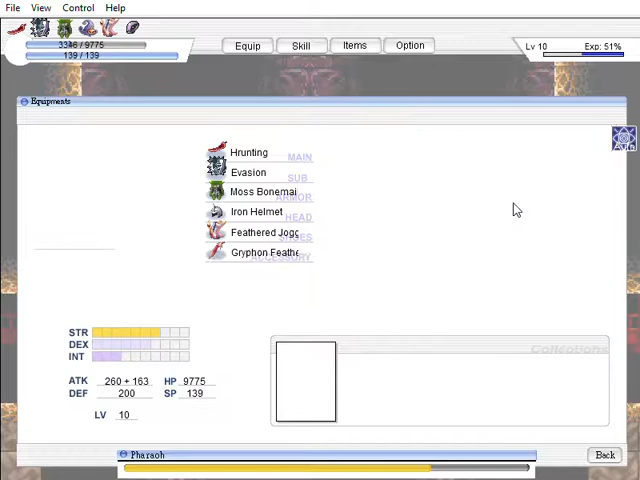 File View Control Help
3346 / 9775
139 / 139
Equip Skill Items Option
Lv 10 Exp: 51%
Equipments
Hrunting MAIN
Evasion SUB
Moss Bonemai ARMOR
Iron Helmet HEAD
Feathered Jogg SHOES
Gryphon Feathe ACCESSORY
STR
DEX
INT
ATK 260 + 163 HP 9775
DEF 200 SP 139
LV 10
Back
Pharaoh